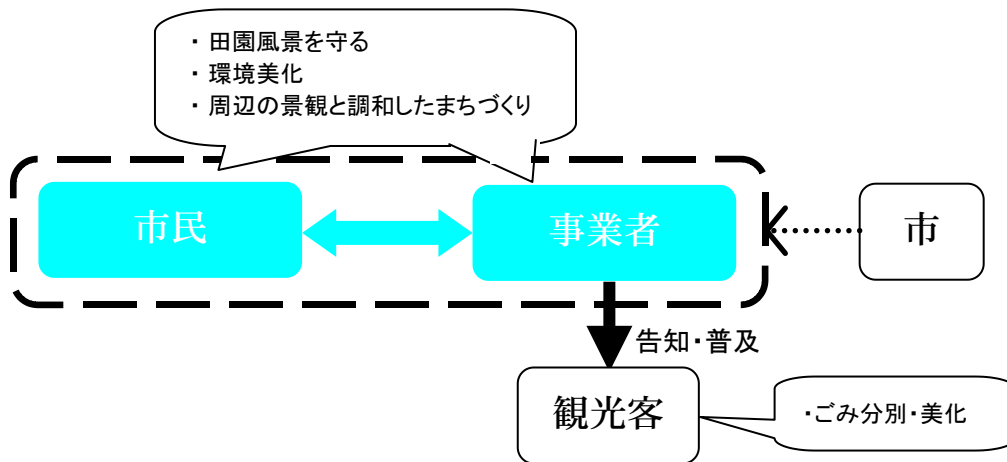 ・ 田園風景を守る
・ 環境美化
・ 周辺の景観と調和したまちづくり
市民
事業者
市
告知・普及
観光客
・ごみ分別・美化